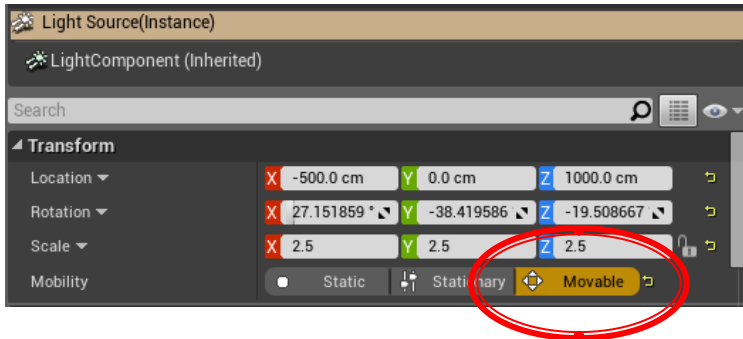 Light Source(Instance)
LightComponent (Inherited)
Search
Transform
Location X -500.0 cm Y 0.0 cm Z 1000.0 cm
Rotation X 27.151859 ° Y -38.419586 ° Z -19.508667 °
Scale X 2.5 Y 2.5 Z 2.5
Mobility Static Stationary Movable